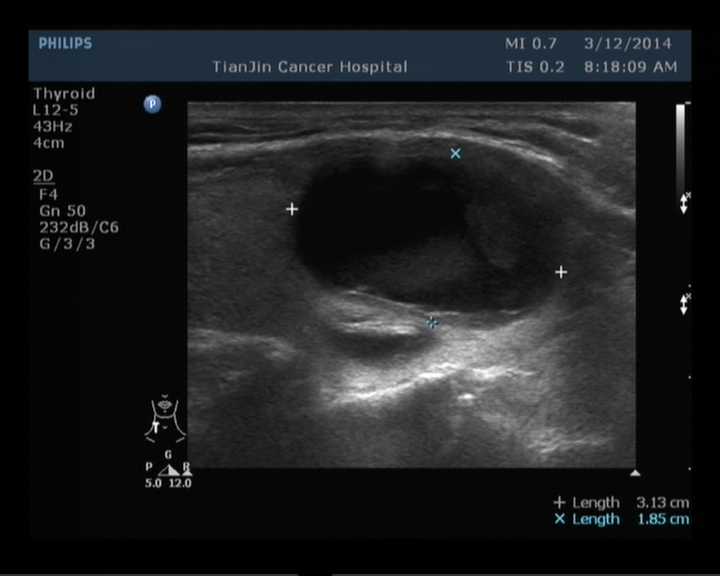 PHILIPS
MI 0.7 3/12/2014
TianJin Cancer Hospital
TIS 0.2 8:18:09 AM
Thyroid
L12-5
43Hz
4cm
2D
F4
Gn 50
232dB/C6
G/3/3
P
G
P R
5.0 12.0
+ Length 3.13 cm
× Length 1.85 cm